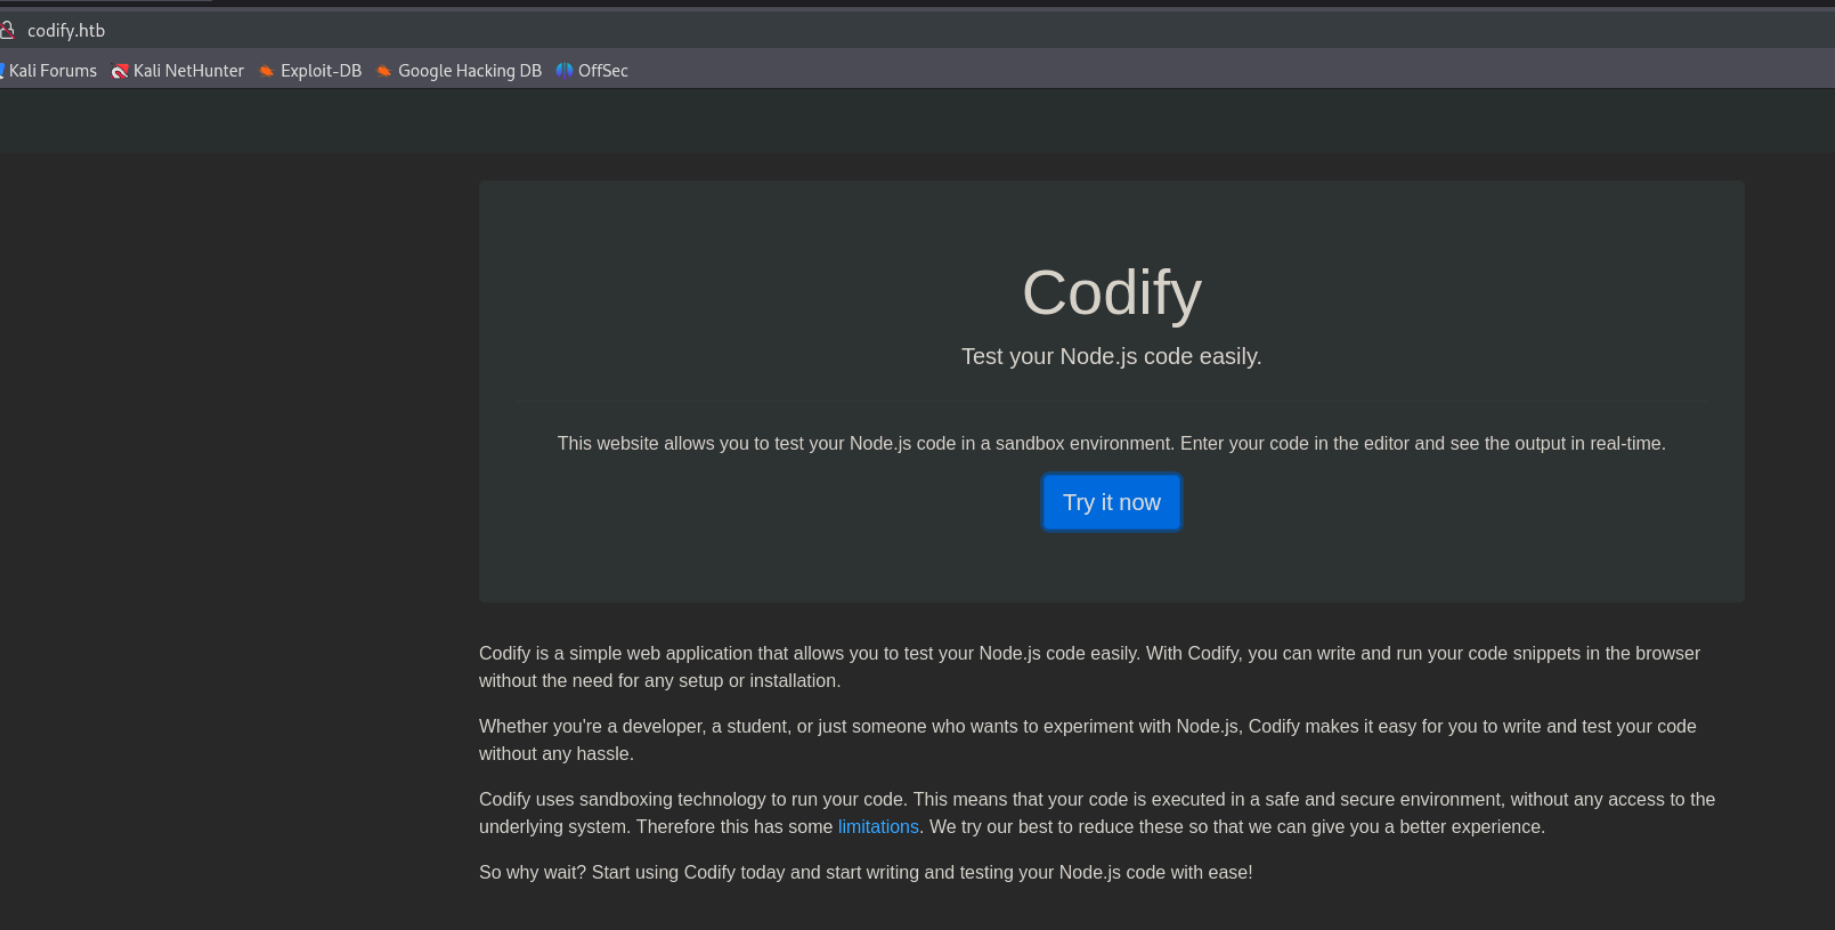 codify.htb
Kali Forums Kali NetHunter Exploit-DB Google Hacking DB OffSec
Codify
Test your Node.js code easily.
This website allows you to test your Node.js code in a sandbox environment. Enter your code in the editor and see the output in real-time.
Try it now
Codify is a simple web application that allows you to test your Node.js code easily. With Codify, you can write and run your code snippets in the browser
without the need for any setup or installation.
Whether you're a developer, a student, or just someone who wants to experiment with Node.js, Codify makes it easy for you to write and test your code
without any hassle.
Codify uses sandboxing technology to run your code. This means that your code is executed in a safe and secure environment, without any access to the
underlying system. Therefore this has some limitations. We try our best to reduce these so that we can give you a better experience.
So why wait? Start using Codify today and start writing and testing your Node.js code with ease!